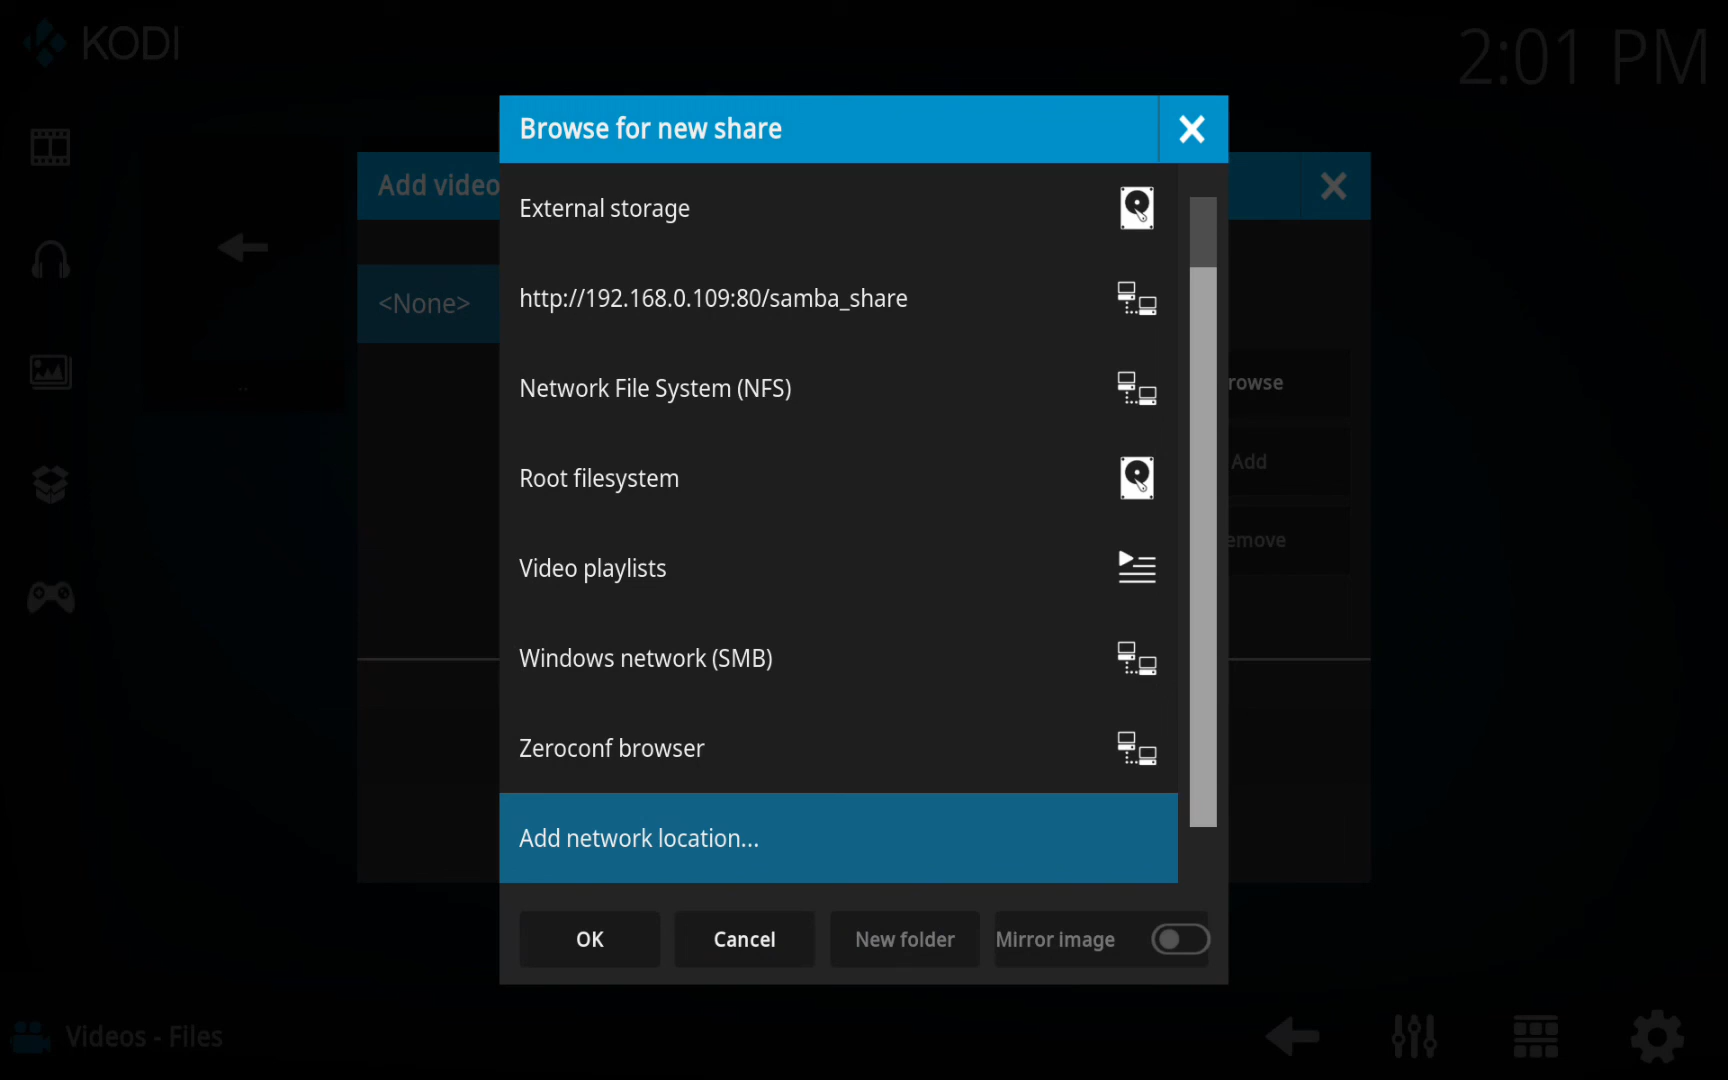 KODI
2:01 PM
Browse for new share
Add video
External storage
<None>
http://192.168.0.109:80/samba_share
Network File System (NFS)
rowse
Root filesystem
Add
emove
Video playlists
Windows network (SMB)
Zeroconf browser
Add network location...
OK
Cancel
New folder
Mirror image
Videos - Files
..